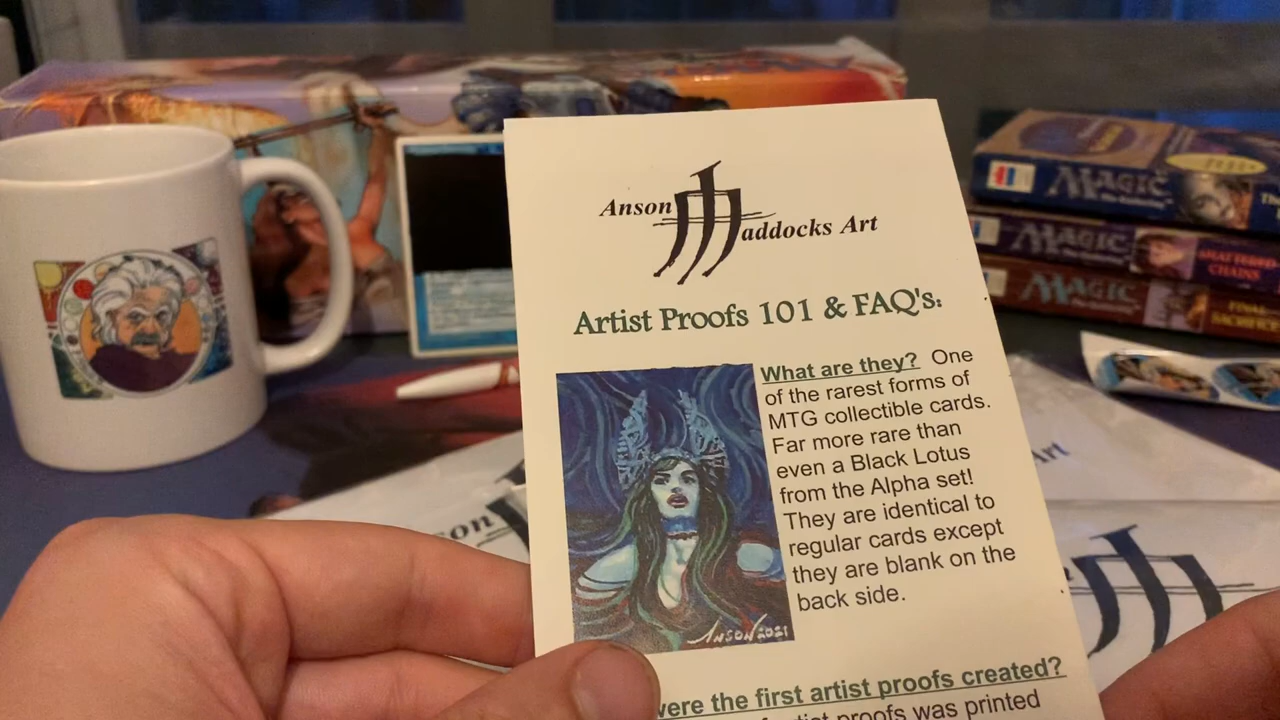 Anson Maddocks Art
Artist Proofs 101 & FAQ's:
What are they? One
of the rarest forms of
MTG collectible cards.
Far more rare than
even a Black Lotus
from the Alpha set!
They are identical to
regular cards except
they are blank on the
back side.
ANSON 2021
were the first artist proofs created?
artist proofs was printed
MAGIC
MAGIC
SHATTERED
CHAINS
MAGIC
FINAL
SACRIFICE
Art